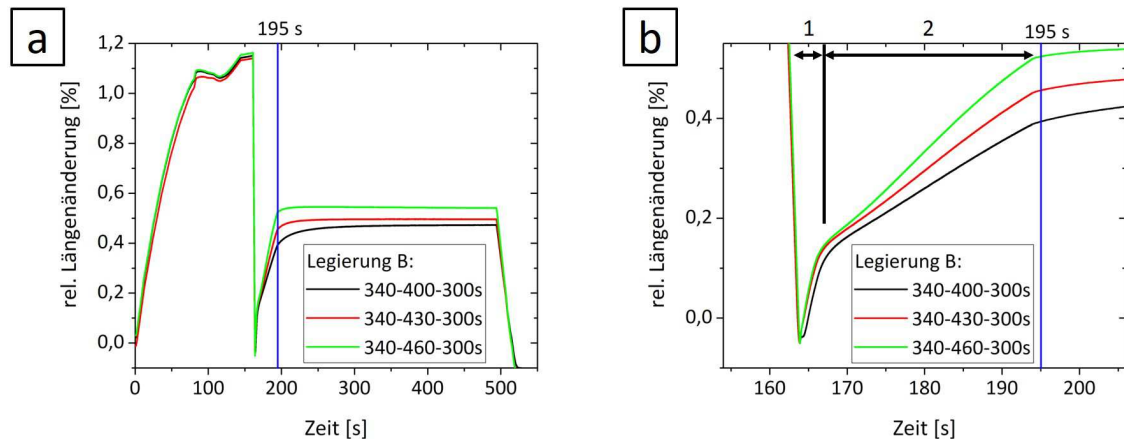 a
195 s
1,2
1,0
0,8
0,6
0,4
0,2
0,0
rel. Längenänderung [%]
Legierung B:
340-400-300s
340-430-300s
340-460-300s
0 100 200 300 400 500
Zeit [s]
b
1 2 195 s
0,4
0,2
0,0
rel. Längenänderung [%]
Legierung B:
340-400-300s
340-430-300s
340-460-300s
160 170 180 190 200
Zeit [s]